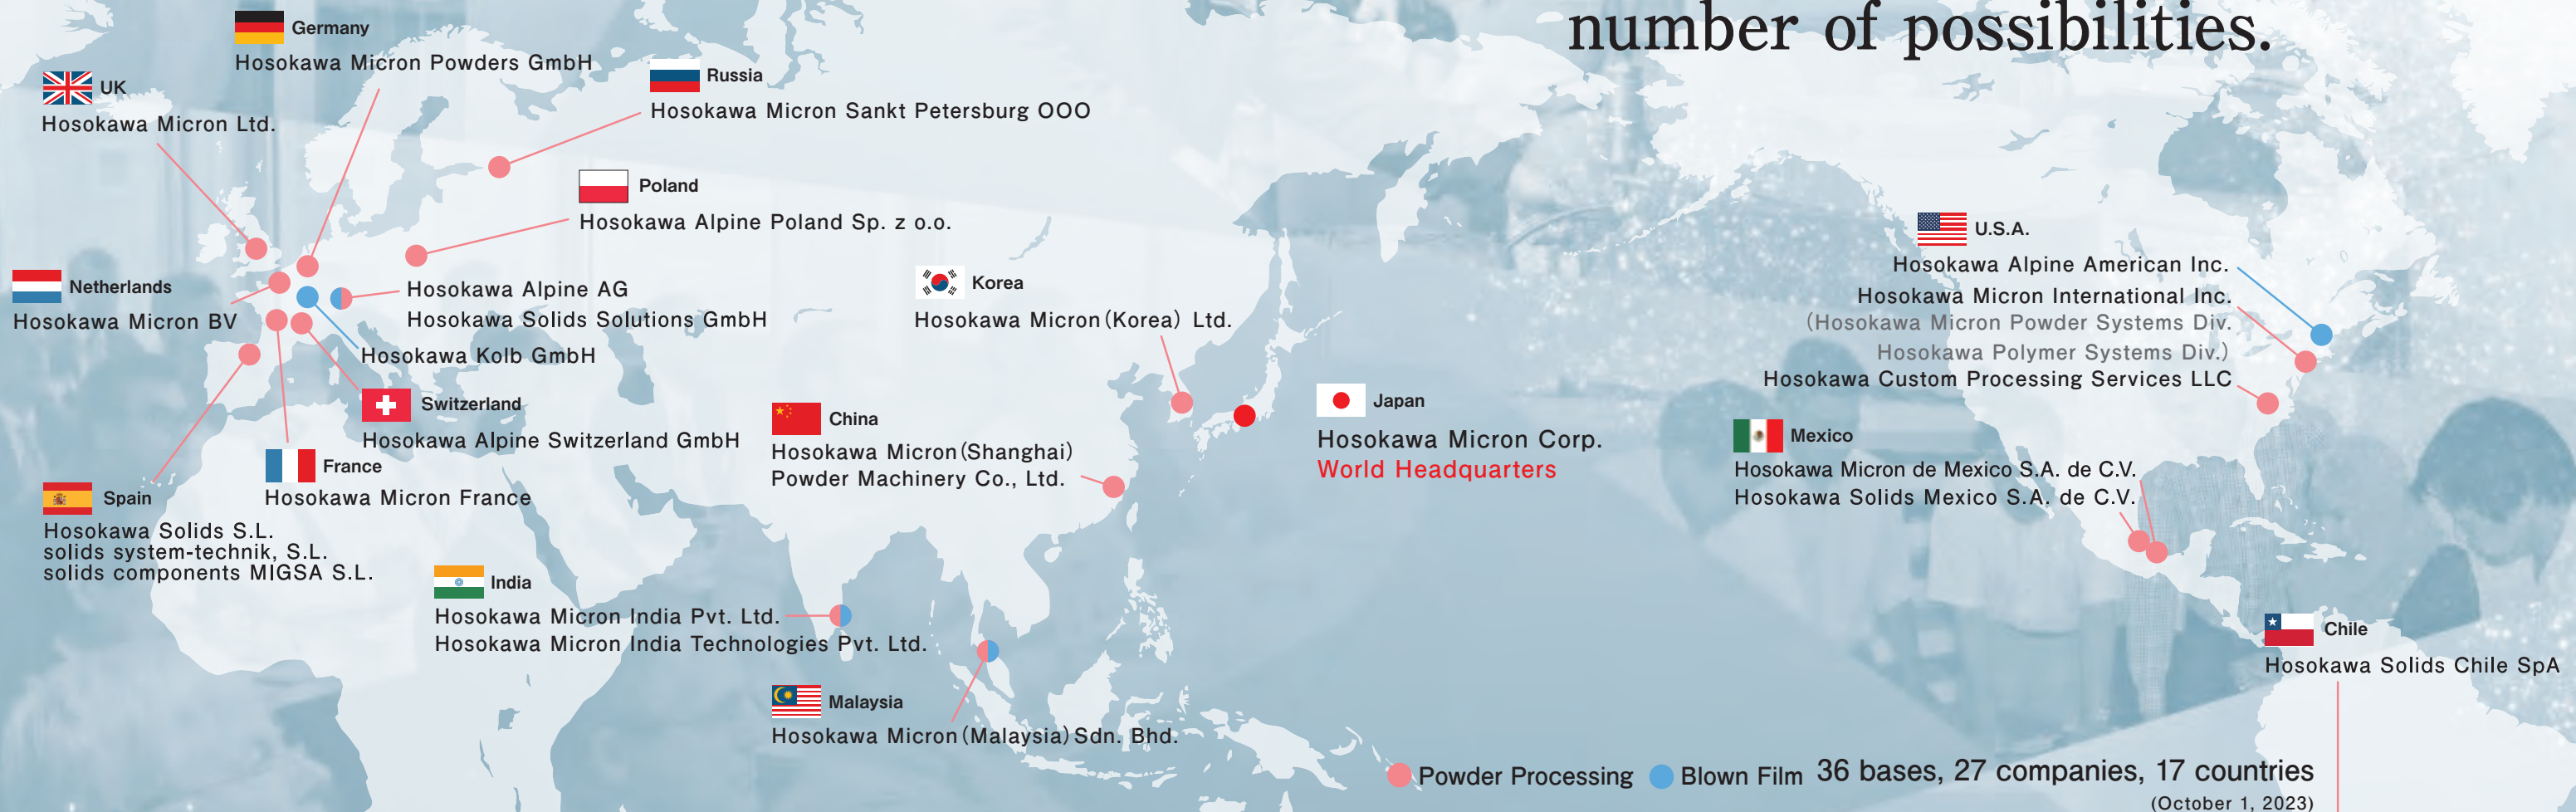 number of possibilities.
Germany
Hosokawa Micron Powders GmbH
UK
Hosokawa Micron Ltd.
Russia
Hosokawa Micron Sankt Petersburg OOO
Poland
Hosokawa Alpine Poland Sp. z o.o.
Netherlands
Hosokawa Micron BV
Hosokawa Alpine AG
Hosokawa Solids Solutions GmbH
Hosokawa Kolb GmbH
Switzerland
Hosokawa Alpine Switzerland GmbH
France
Hosokawa Micron France
Spain
Hosokawa Solids S.L.
solids system-technik, S.L.
solids components MIGSA S.L.
India
Hosokawa Micron India Pvt. Ltd.
Hosokawa Micron India Technologies Pvt. Ltd.
Korea
Hosokawa Micron (Korea) Ltd.
China
Hosokawa Micron (Shanghai)
Powder Machinery Co., Ltd.
Malaysia
Hosokawa Micron (Malaysia) Sdn. Bhd.
Japan
Hosokawa Micron Corp.
World Headquarters
U.S.A.
Hosokawa Alpine American Inc.
Hosokawa Micron International Inc.
(Hosokawa Micron Powder Systems Div.
Hosokawa Polymer Systems Div.)
Hosokawa Custom Processing Services LLC
Mexico
Hosokawa Micron de Mexico S.A. de C.V.
Hosokawa Solids Mexico S.A. de C.V.
Chile
Hosokawa Solids Chile SpA
Powder Processing Blown Film 36 bases, 27 companies, 17 countries
(October 1, 2023)